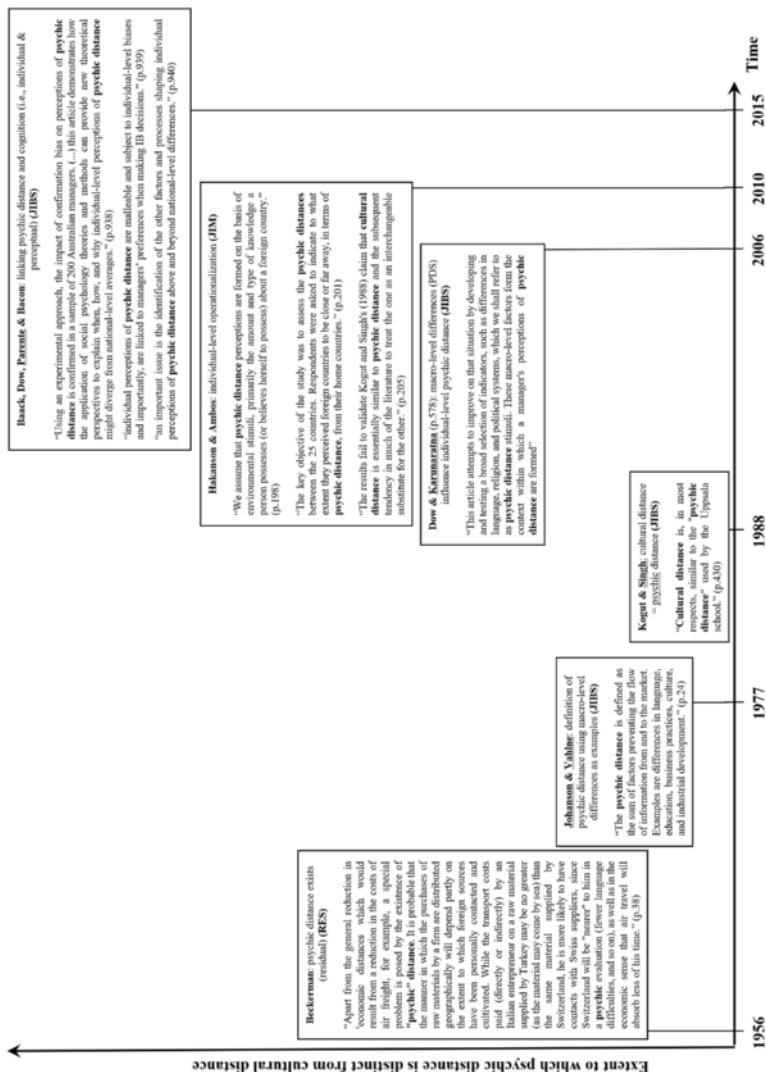 Extent to which psychic distance is distinct from cultural distance
Beckerman: psychic distance exists
(residual) (RES)
“Apart from the general reduction in
'economic distances which would
result from a reduction in the costs of
air freight, for example, a special
problem is posed by the existence of
"psychic" distance. It is probable that
the manner in which the purchases of
raw materials by a firm are distributed
geographically will depend partly on
the extent to which foreign sources
have been personally contacted and
cultivated. While the transport costs
paid (directly or indirectly) by an
Italian entrepreneur on a raw material
supplied by Turkey may be no greater
(as the material may come by sea) than
the same material supplied by
Switzerland, he is more likely to have
contacts with Swiss suppliers, since
Switzerland will be "nearer" to him in
a psychic evaluation (fewer language
difficulties, and so on), as well as in the
economic sense that air travel will
absorb less of his time.” (p.38)
Johanson & Vahlne: definition of
psychic distance using macro-level
differences as examples (JIBS)
“The psychic distance is defined as
the sum of factors preventing the flow
of information from and to the market.
Examples are differences in language,
education, business practices, culture,
and industrial development.” (p.24)
Kogut & Singh: cultural distance
= psychic distance (JIBS)
“Cultural distance is, in most
respects, similar to the "psychic
distance" used by the Uppsala
school.” (p.430)
Dow & Karunaratna (p.578): macro-level differences (PDS)
influence individual-level psychic distance (JIBS)
“This article attempts to improve on that situation by developing
and testing a broad selection of indicators, such as differences in
language, religion, and political systems, which we shall refer to
as psychic distance stimuli. These macro-level factors form the
context within which a manager's perceptions of psychic
distance are formed”
Hakanson & Ambos: individual-level operationalization (JIM)
“We assume that psychic distance perceptions are formed on the basis of
environmental stimuli, primarily the amount and type of knowledge a
person possesses (or believes herself to possess) about a foreign country.”
(p.198)
“The key objective of the study was to assess the psychic distances
between the 25 countries. Respondents were asked to indicate to what
extent they perceived foreign countries to be close or far away, in terms of
psychic distance, from their home countries.” (p.201)
“The results fail to validate Kogut and Singh's (1988) claim that cultural
distance is essentially similar to psychic distance and the subsequent
tendency in much of the literature to treat the one as an interchangeable
substitute for the other.” (p.205)
Baack, Dow, Parente & Bacon: linking psychic distance and cognition (i.e., individual &
perceptual) (JIBS)
“Using an experimental approach, the impact of confirmation bias on perceptions of psychic
distance is confirmed in a sample of 200 Australian managers. (...) this article demonstrates how
the application of social psychology theories and methods can provide new theoretical
perspectives to explain when, how, and why individual-level perceptions of psychic distance
might diverge from national-level averages.” (p.938)
“individual perceptions of psychic distance are malleable and subject to individual-level biases
and importantly, are linked to managers' preferences when making IB decisions.” (p.939)
“an important issue is the identification of the other factors and processes shaping individual
perceptions of psychic distance above and beyond national-level differences.” (p.940)
1956
1977
1988
2006
2010
2015
Time